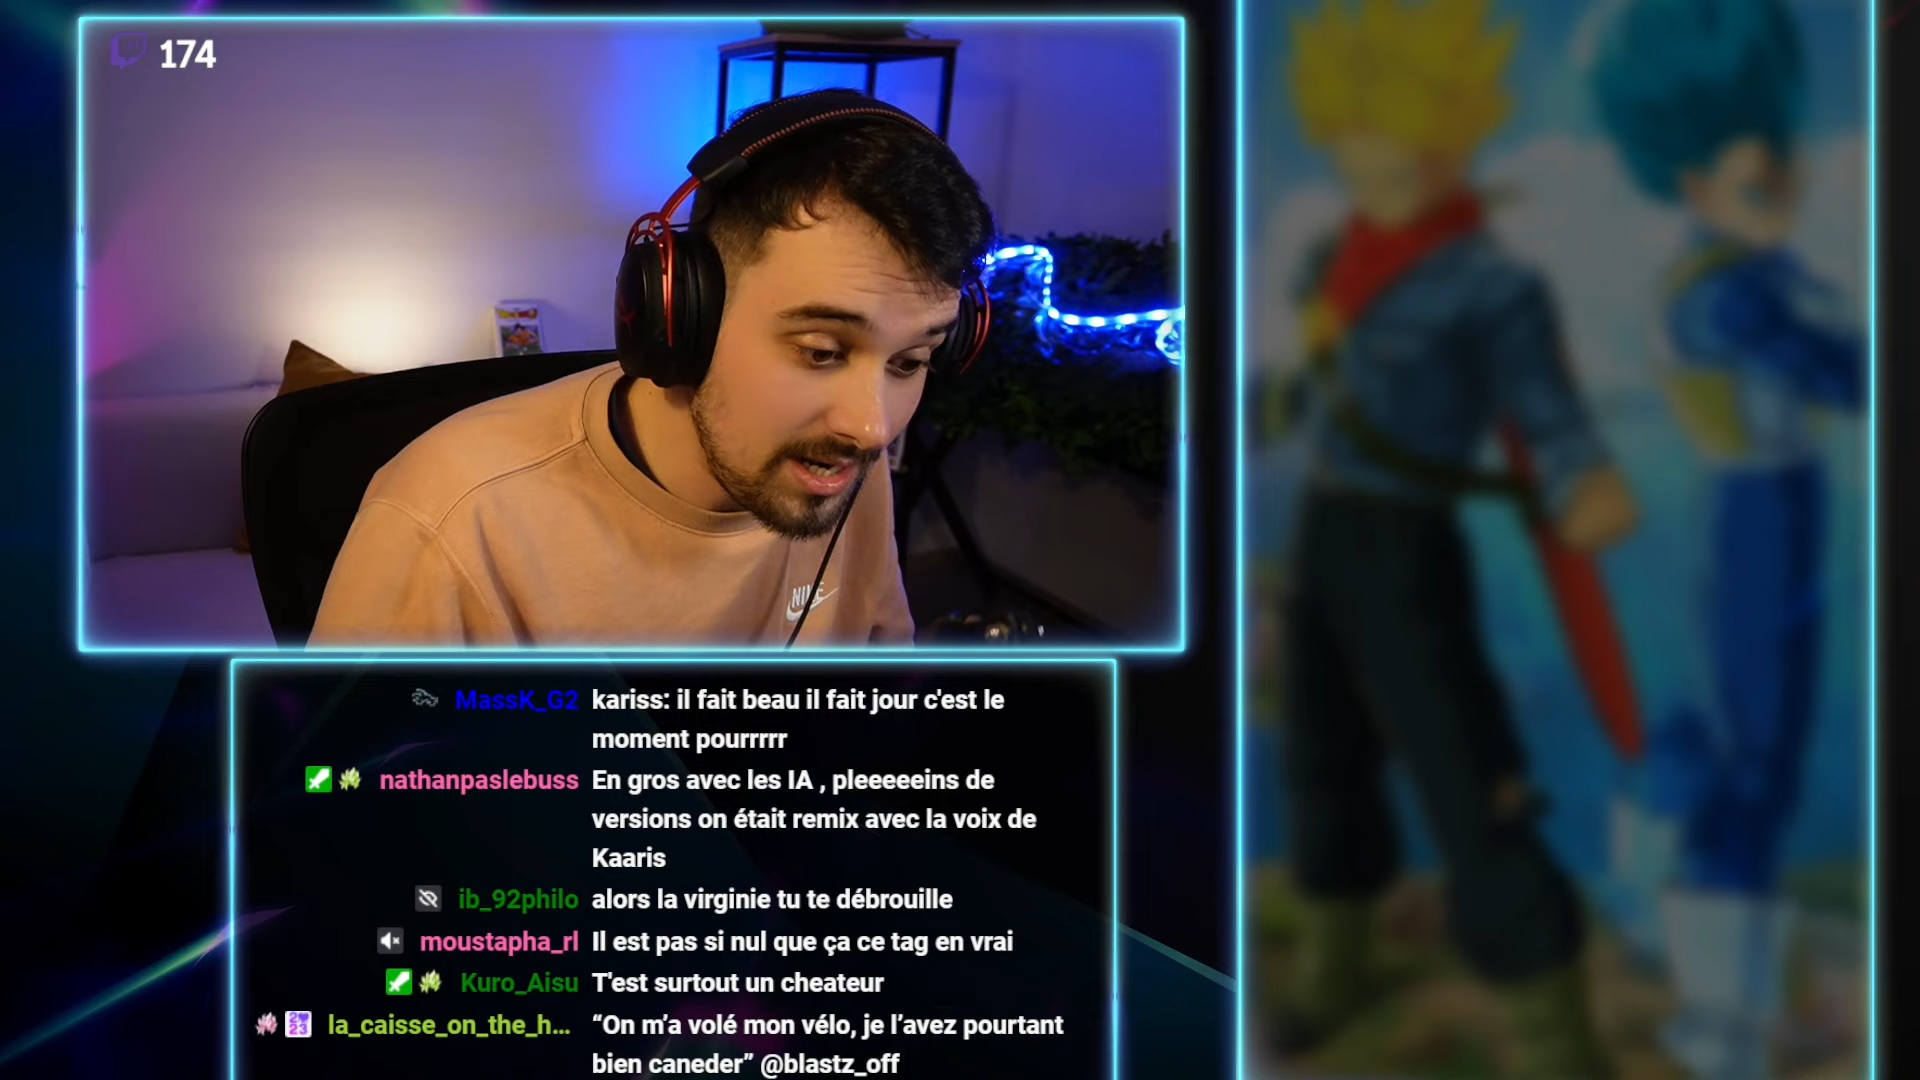 174
NIKE
MassK_G2 kariss: il fait beau il fait jour c'est le
moment pourrrrr
nathanpaslebuss En gros avec les IA , pleeeeeins de
versions on était remix avec la voix de
Kaaris
ib_92philo alors la virginie tu te débrouille
moustapha_rl Il est pas si nul que ça ce tag en vrai
Kuro_Aisu T'est surtout un cheateur
2023 la_caisse_on_the_h... “On m’a volé mon vélo, je l’avez pourtant
bien caneder” @blastz_off